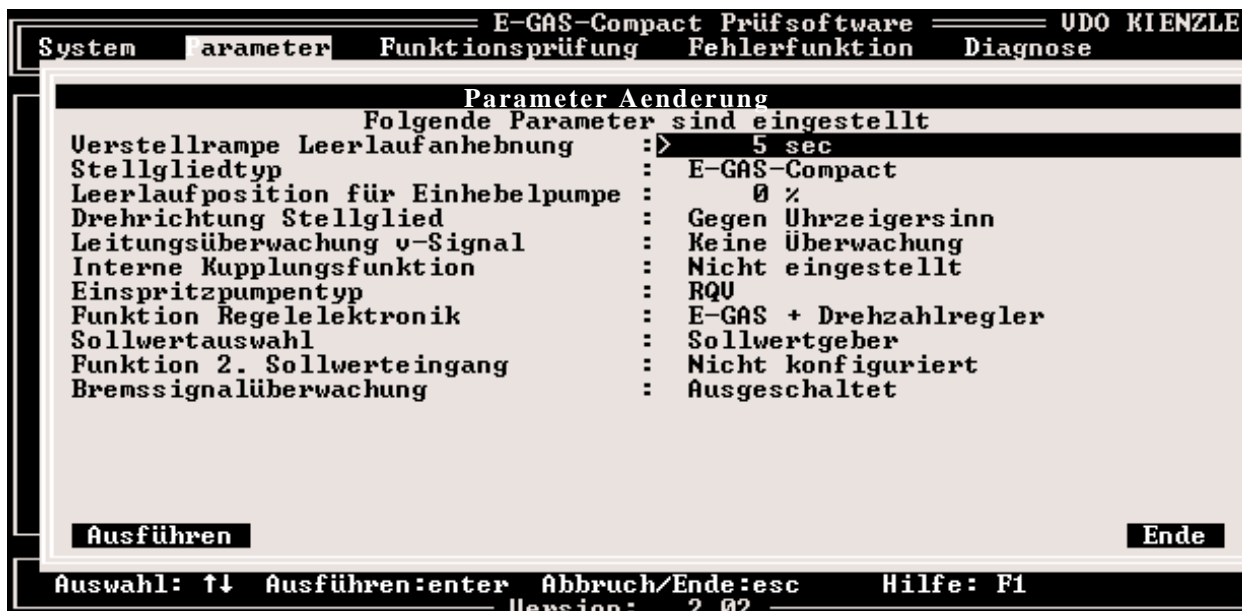 E-GAS-Compact Prüfsoftware VDO KIENZLE
System Parameter Funktionsprüfung Fehlerfunktion Diagnose
Parameter Aenderung
Folgende Parameter sind eingestellt
Verstellrampe Leerlaufanhebnung :> 5 sec
Stellgliedtyp : E-GAS-Compact
Leerlaufposition für Einhebelpumpe : 0 %
Drehrichtung Stellglied : Gegen Uhrzeigersinn
Leitungsüberwachung v-Signal : Keine Überwachung
Interne Kupplungsfunktion : Nicht eingestellt
Einspritzpumpentyp : RQV
Funktion Regelelektronik : E-GAS + Drehzahlregler
Sollwertauswahl : Sollwertgeber
Funktion 2. Sollwerteingang : Nicht konfiguriert
Bremssignalüberwachung : Ausgeschaltet
Ausführen Ende
Auswahl: ↑↓ Ausführen:enter Abbruch/Ende:esc Hilfe: F1
Version: 2.02